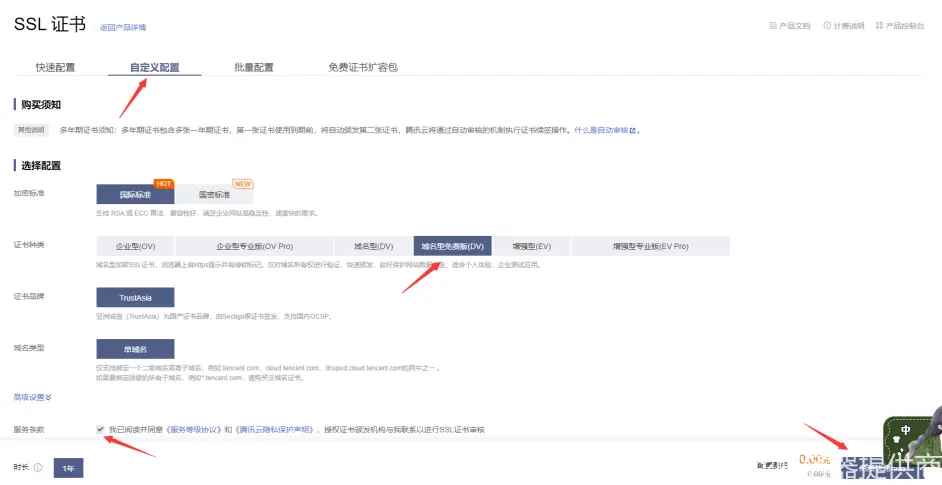 SSL 证书 返回产品详情 产品文档 计费说明 产品控制台
快速配置 自定义配置 批量配置 免费证书扩容包
购买须知
其他说明 多年期证书须知：多年期证书包含多张一年期证书，第一张证书使用到期前，将自动颁发第二张证书，腾讯云将通过自动审核的机制执行证书续签操作。什么是自动审核。
选择配置
加密标准 国际标准 HOT 国密标准 NEW
支持 RSA 或 ECC 算法，兼容性好，满足企业网站高稳定性、速度快的要求。
证书种类 企业型(OV) 企业型专业版(OV Pro) 域名型(DV) 域名型免费版(DV) 增强型(EV) 增强型专业版(EV Pro)
域名型加密SSL证书，浏览器上有https提示并有绿锁标记。仅对域名所有权进行验证，快速颁发，较好保护网站数据安全，适合个人体验、企业测试应用。
证书品牌 TrustAsia
亚洲诚信（TrustAsia）为国产证书品牌，由Sectigo根证书签发，支持国内OCSP。
域名类型 单域名
仅支持绑定一个二级域名或者子域名，例如 tencent.com、cloud.tencent.com、dnspod.cloud.tencent.com的其中之一 。
如需要绑定同级的所有子域名，例如*.tencent.com，请购买泛域名证书。
高级设置
服务条款 我已阅读并同意《服务等级协议》和《腾讯云隐私保护声明》，授权证书颁发机构与我联系以进行SSL证书审核
中
时长 1年 配置费用 0.00元
0.00元
器提供商